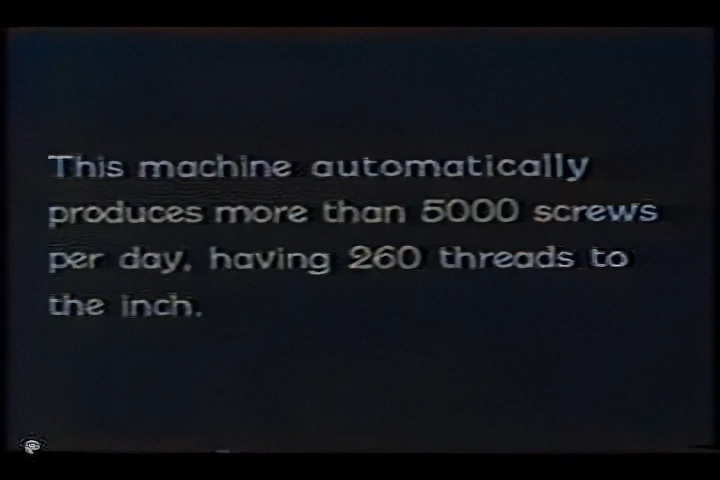 This machine automatically
produces more than 5000 screws
per day, having 260 threads to
the inch.